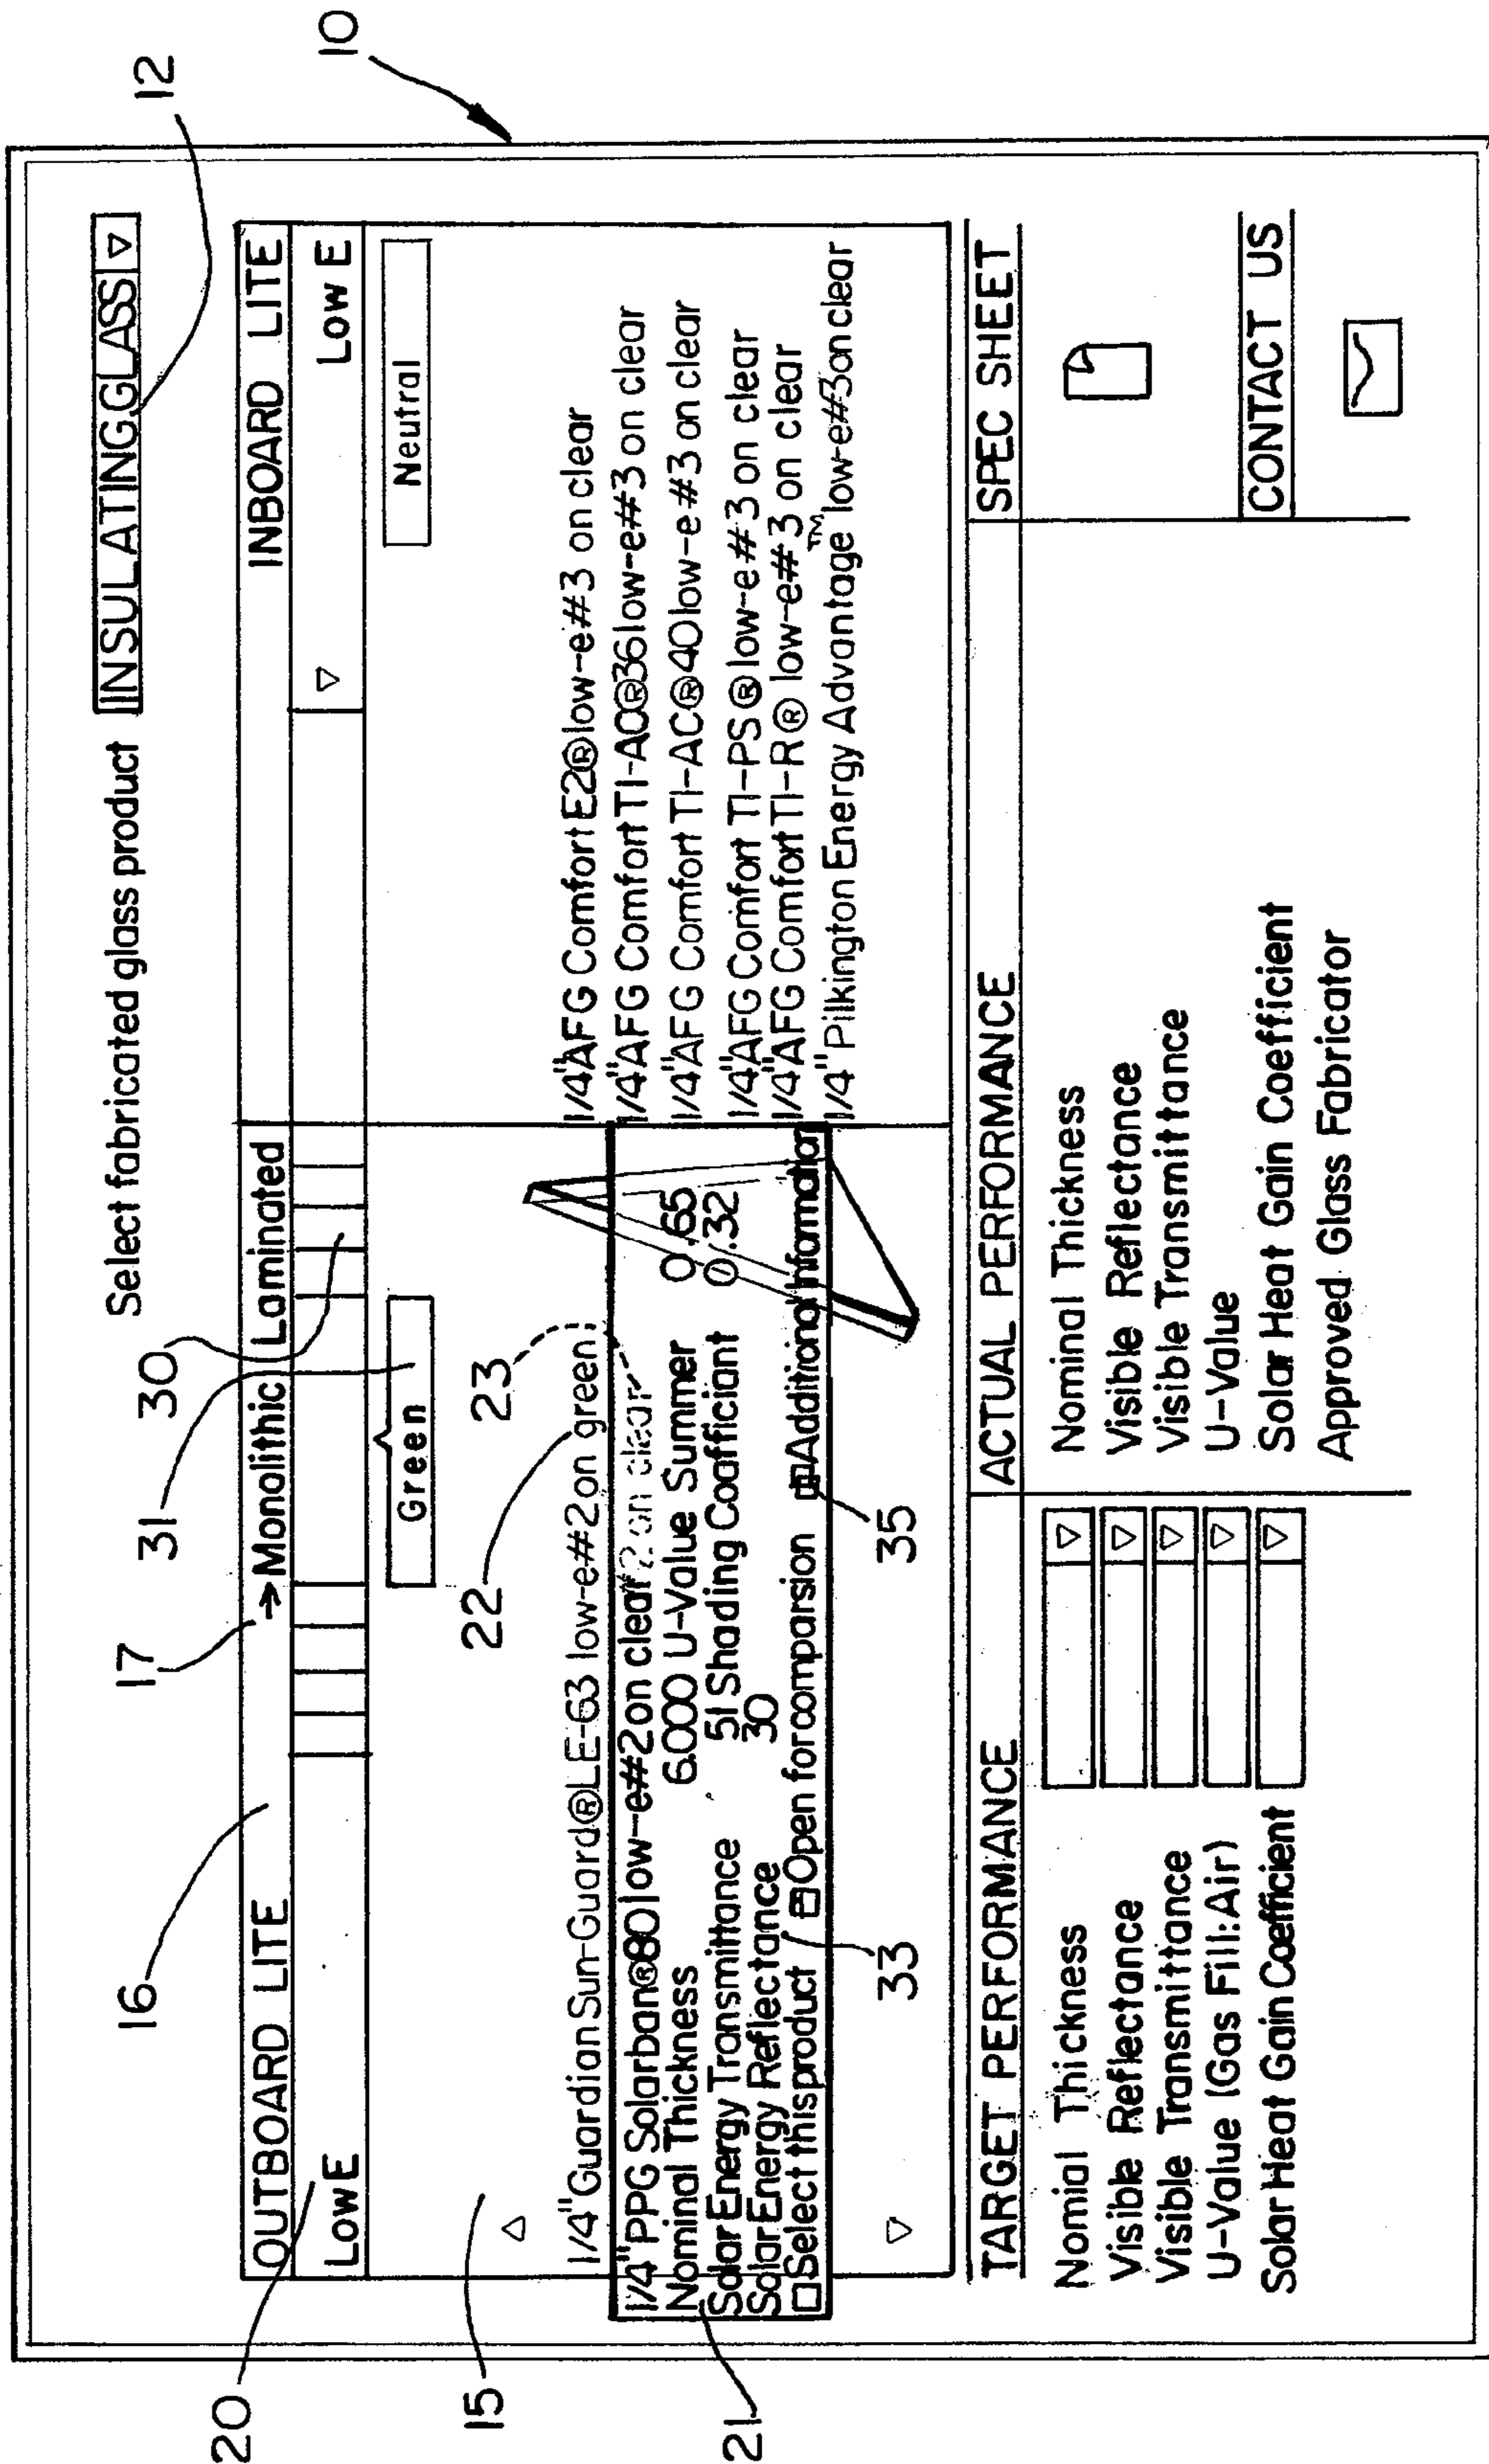 10
12
Select fabricated glass product INSULATING GLASS
17 31 30
16
20
OUTBOARD LITE → Monolithic Laminated INBOARD LITE
Low E Low E
Green Neutral
15
22 23
1/4" Guardian Sun-Guard®LE-63 low-e#2 on green
1/4" PPG Solarban®80 low-e#2 on clear #2 on clear
Nominal Thickness 6.000 U-Value Summer 0.65
Solar Energy Transmittance 51 Shading Coafficiant 0.32
Solar Energy Reflectance 30
Select this product Open for comparsion Additional Information
21
33
35
1/4" AFG Comfort E2® low-e#3 on clear
1/4" AFG Comfort TI-AC®36 low-e#3 on clear
1/4" AFG Comfort TI-AC®40 low-e#3 on clear
1/4" AFG Comfort TI-PS® low-e#3 on clear
1/4" AFG Comfort TI-R® low-e#3 on clear
1/4" Pilkington Energy Advantage™ low-e#3 on clear
TARGET PERFORMANCE
Nomial Thickness
Visible Reflectance
Visible Transmittance
U-Value (Gas Fill:Air)
Solar Heat Gain Coefficient
ACTUAL PERFORMANCE
Nominal Thickness
Visible Reflectance
Visible Transmittance
U-Value
Solar Heat Gain Coefficient
Approved Glass Fabricator
SPEC SHEET
CONTACT US